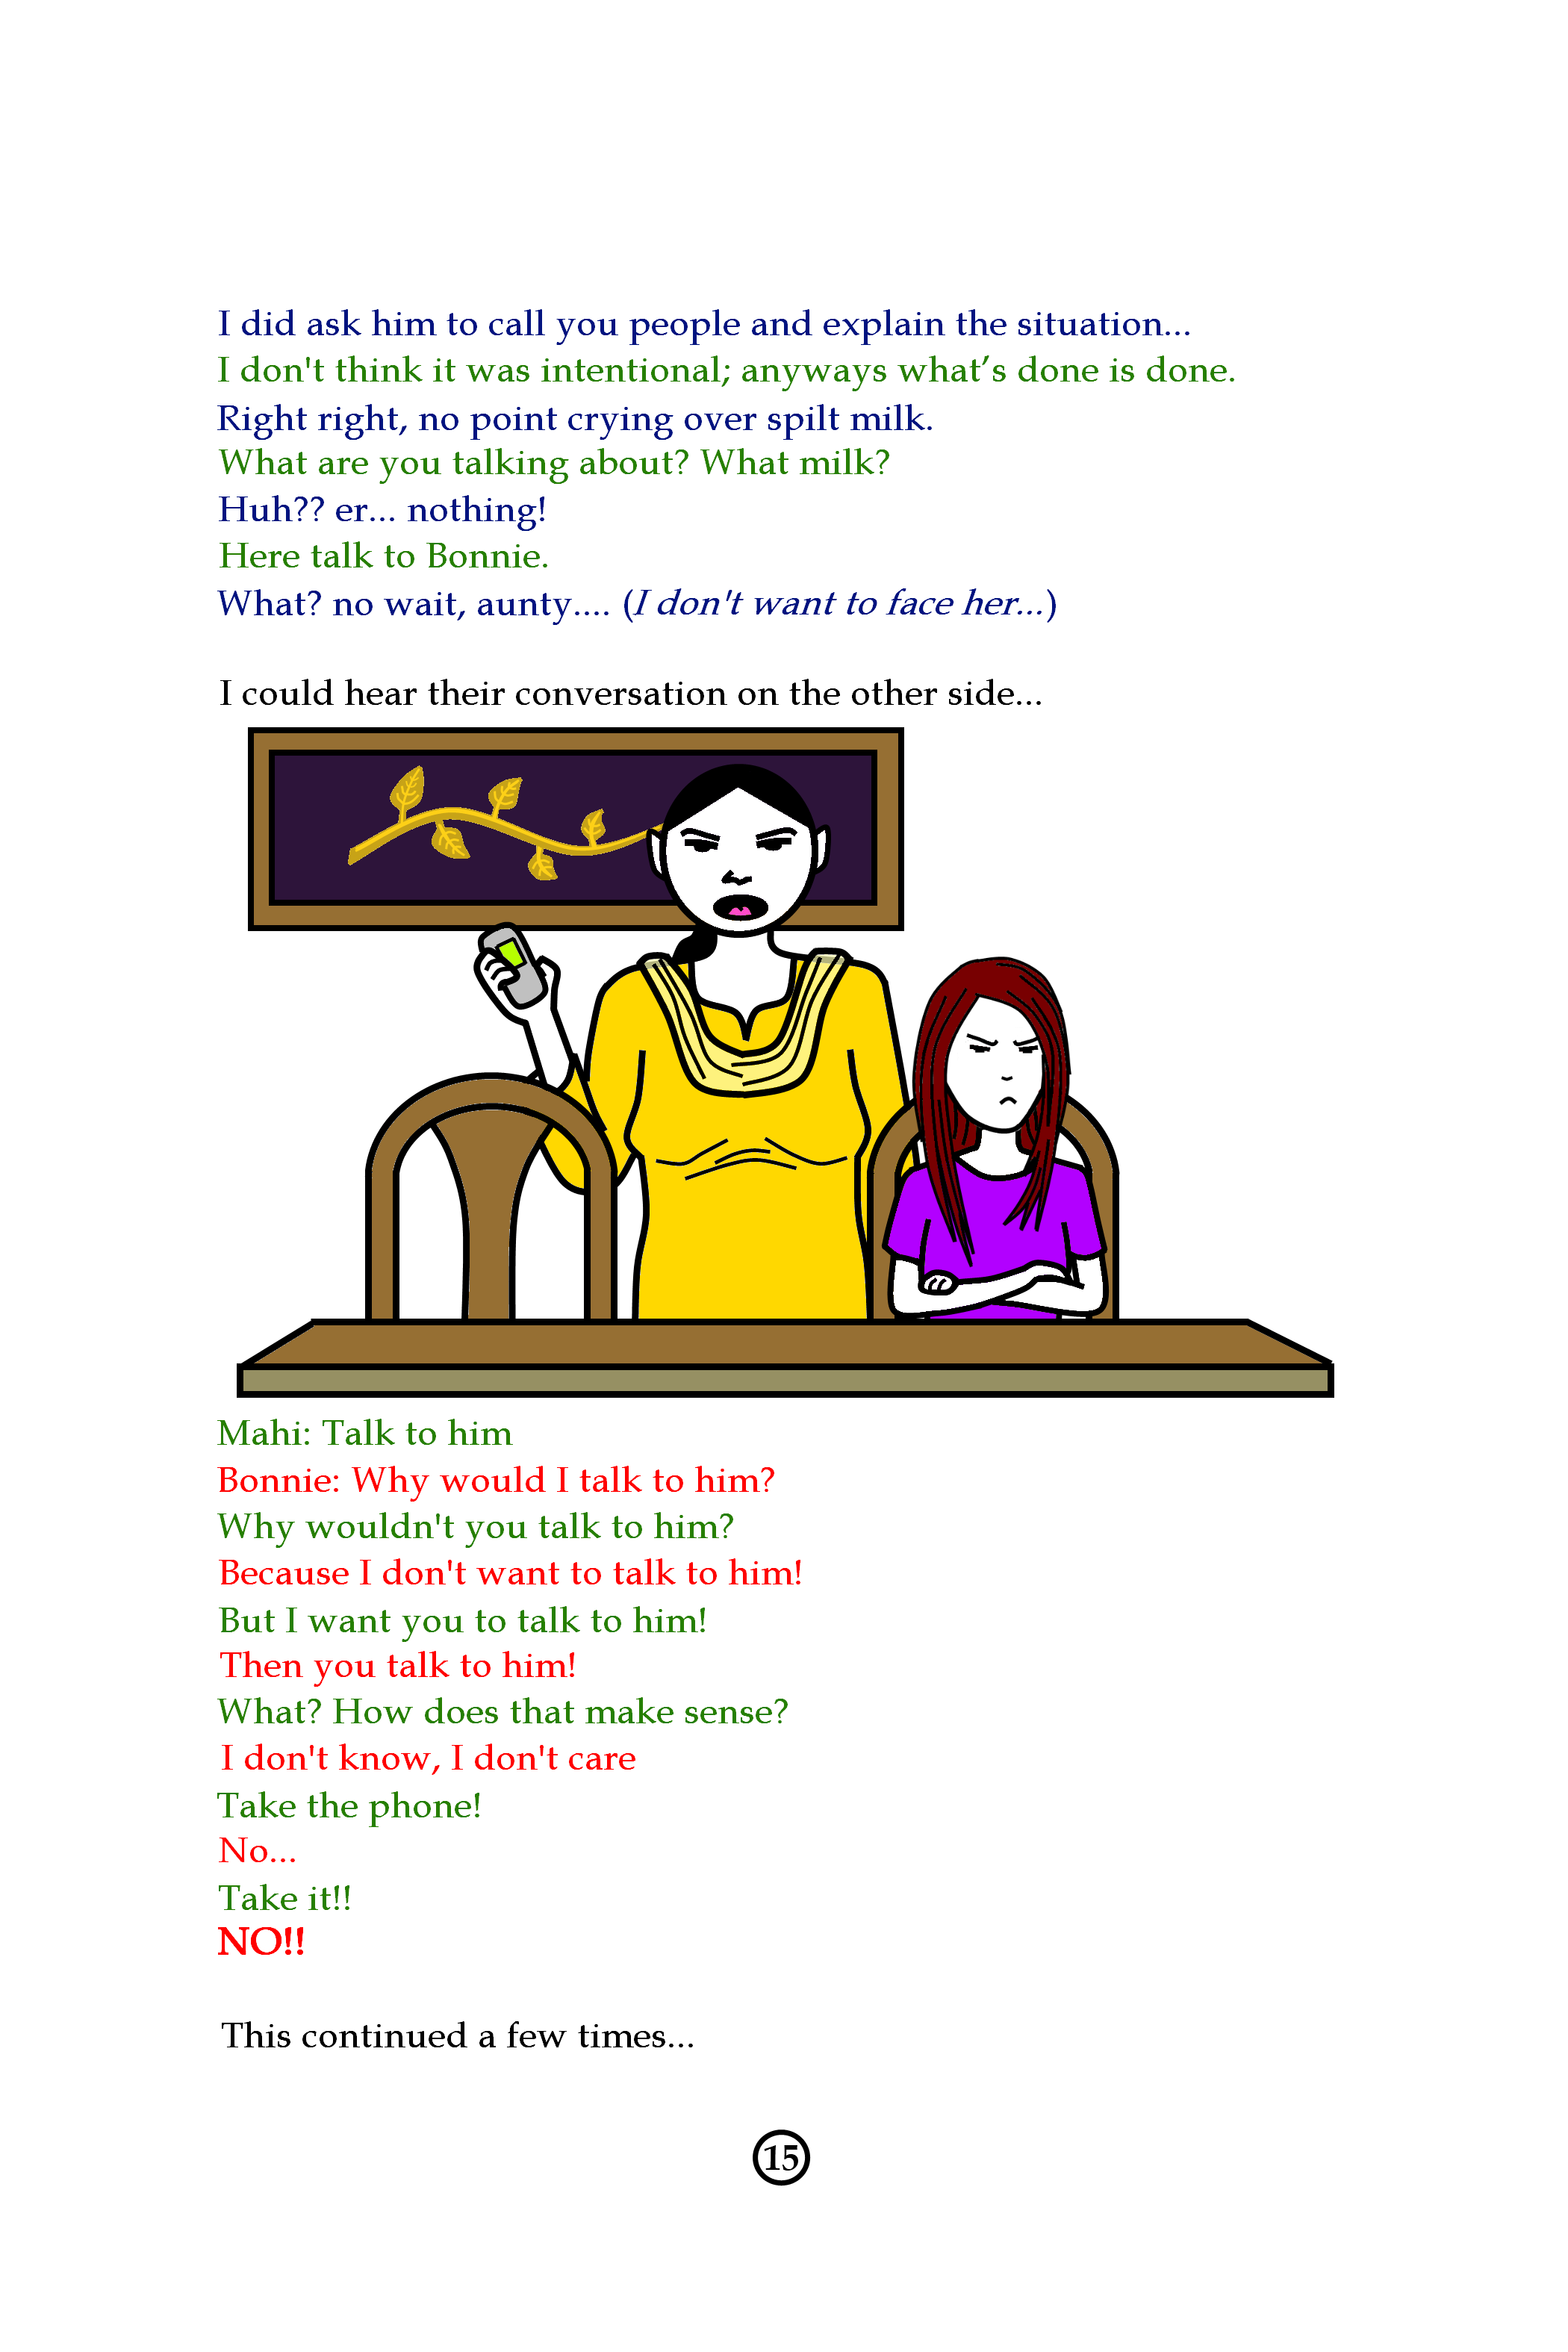 I did ask him to call you people and explain the situation...
I don't think it was intentional; anyways what’s done is done.
Right right, no point crying over spilt milk.
What are you talking about? What milk?
Huh?? er... nothing!
Here talk to Bonnie.
What? no wait, aunty.... (I don't want to face her...)
I could hear their conversation on the other side...
Mahi: Talk to him
Bonnie: Why would I talk to him?
Why wouldn't you talk to him?
Because I don't want to talk to him!
But I want you to talk to him!
Then you talk to him!
What? How does that make sense?
I don't know, I don't care
Take the phone!
No...
Take it!!
NO!!
This continued a few times...
15